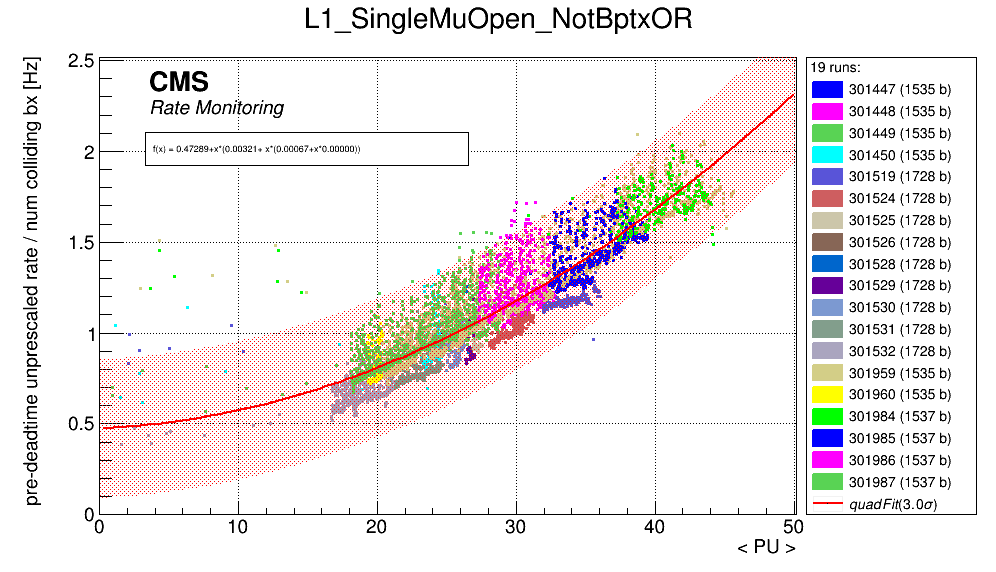 L1_SingleMuOpen_NotBptxOR
pre-deadtime unprescaled rate / num colliding bx [Hz]
2.5
2
1.5
1
0.5
0
CMS
Rate Monitoring
f(x) = 0.47289+x*(0.00321+ x*(0.00067+x*0.00000))
0 10 20 30 40 50
< PU >
19 runs:
301447 (1535 b)
301448 (1535 b)
301449 (1535 b)
301450 (1535 b)
301519 (1728 b)
301524 (1728 b)
301525 (1728 b)
301526 (1728 b)
301528 (1728 b)
301529 (1728 b)
301530 (1728 b)
301531 (1728 b)
301532 (1728 b)
301959 (1535 b)
301960 (1535 b)
301984 (1537 b)
301985 (1537 b)
301986 (1537 b)
301987 (1537 b)
quadFit(3.0σ)